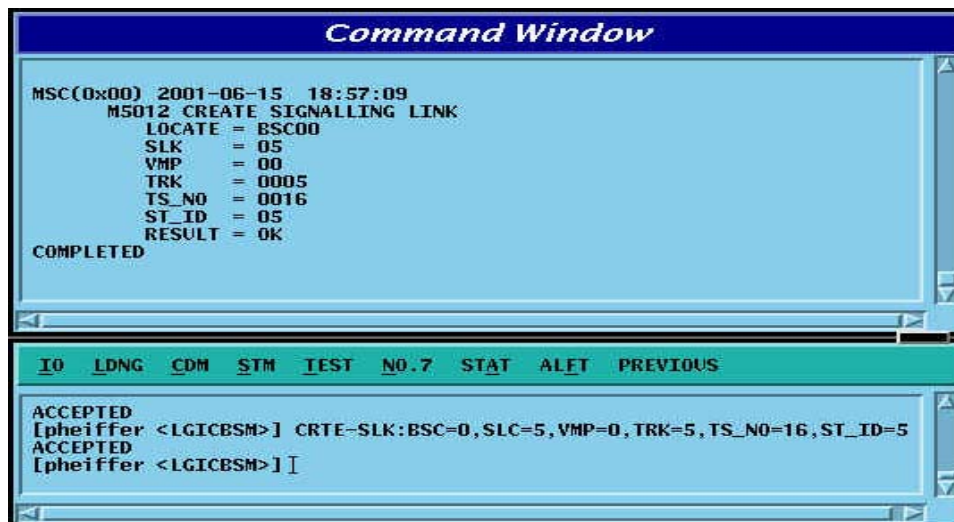 Command Window
MSC(0x00) 2001-06-15 18:57:09
M5012 CREATE SIGNALLING LINK
LOCATE = BSC00
SLK = 05
VMP = 00
TRK = 0005
TS_NO = 0016
ST_ID = 05
RESULT = OK
COMPLETED
IO LDNG CDM STM TEST NO.7 STAT ALFT PREVIOUS
ACCEPTED
[pheiffer <LGICBSM>] CRTE-SLK:BSC=0,SLC=5,VMP=0,TRK=5,TS_NO=16,ST_ID=5
ACCEPTED
[pheiffer <LGICBSM>]